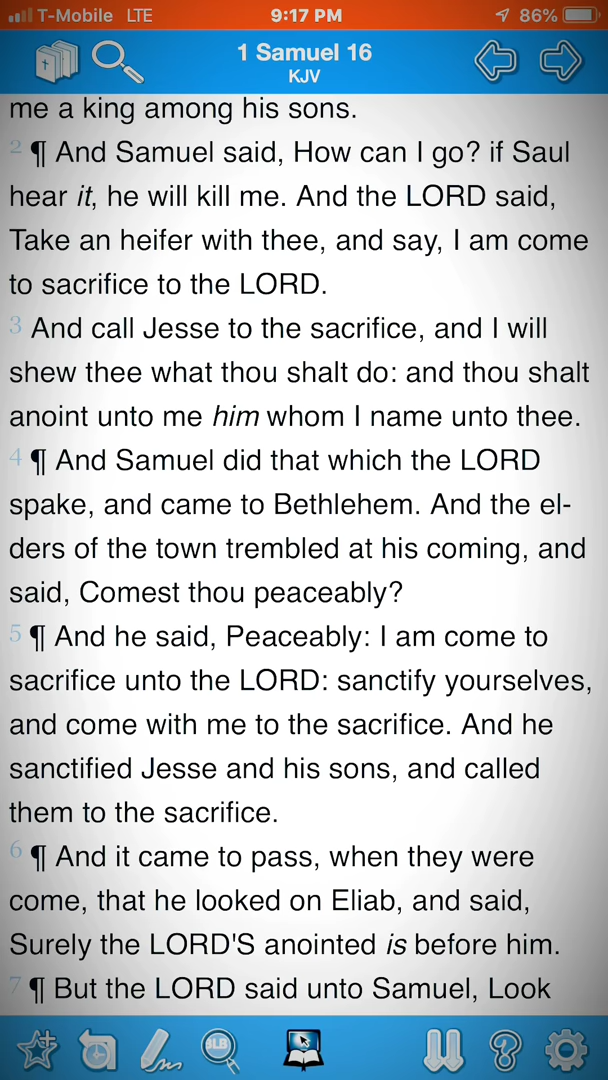 T-Mobile LTE 9:17 PM 86%
1 Samuel 16
KJV
me a king among his sons.
2 ¶ And Samuel said, How can I go? if Saul
hear it, he will kill me. And the LORD said,
Take an heifer with thee, and say, I am come
to sacrifice to the LORD.
3 And call Jesse to the sacrifice, and I will
shew thee what thou shalt do: and thou shalt
anoint unto me him whom I name unto thee.
4 ¶ And Samuel did that which the LORD
spake, and came to Bethlehem. And the el-
ders of the town trembled at his coming, and
said, Comest thou peaceably?
5 ¶ And he said, Peaceably: I am come to
sacrifice unto the LORD: sanctify yourselves,
and come with me to the sacrifice. And he
sanctified Jesse and his sons, and called
them to the sacrifice.
6 ¶ And it came to pass, when they were
come, that he looked on Eliab, and said,
Surely the LORD'S anointed is before him.
7 ¶ But the LORD said unto Samuel, Look
BLB